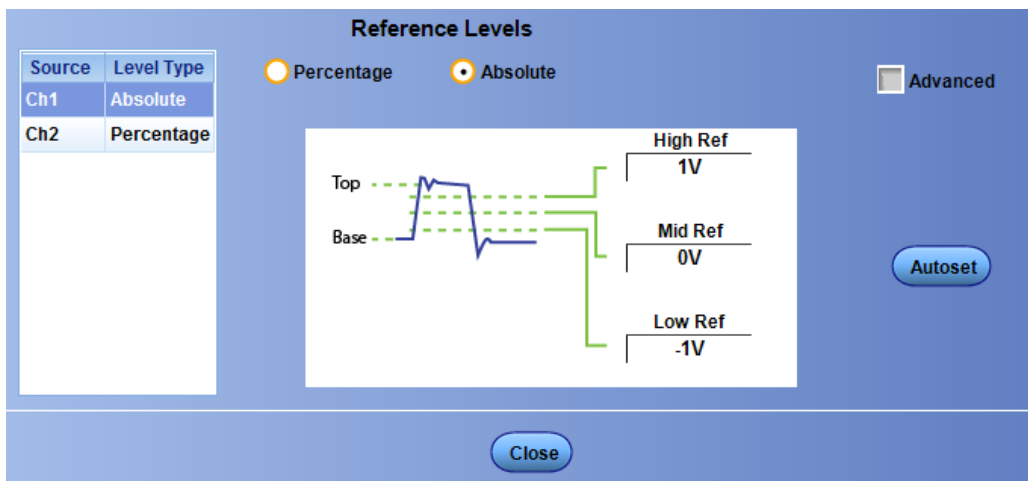 Reference Levels
Source Level Type
Ch1 Absolute
Ch2 Percentage
Percentage Absolute
Advanced
Top
Base
High Ref
1V
Mid Ref
0V
Low Ref
-1V
Autoset
Close